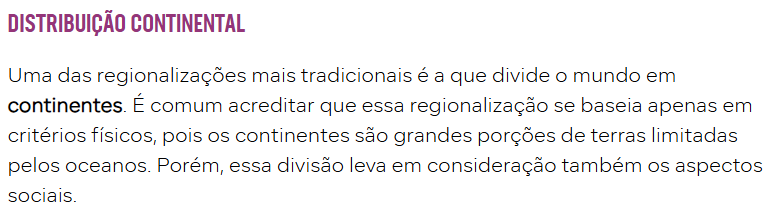 DISTRIBUIÇÃO CONTINENTAL
Uma das regionalizações mais tradicionais é a que divide o mundo em
continentes. É comum acreditar que essa regionalização se baseia apenas em
critérios físicos, pois os continentes são grandes porções de terras limitadas
pelos oceanos. Porém, essa divisão leva em consideração também os aspectos
sociais.